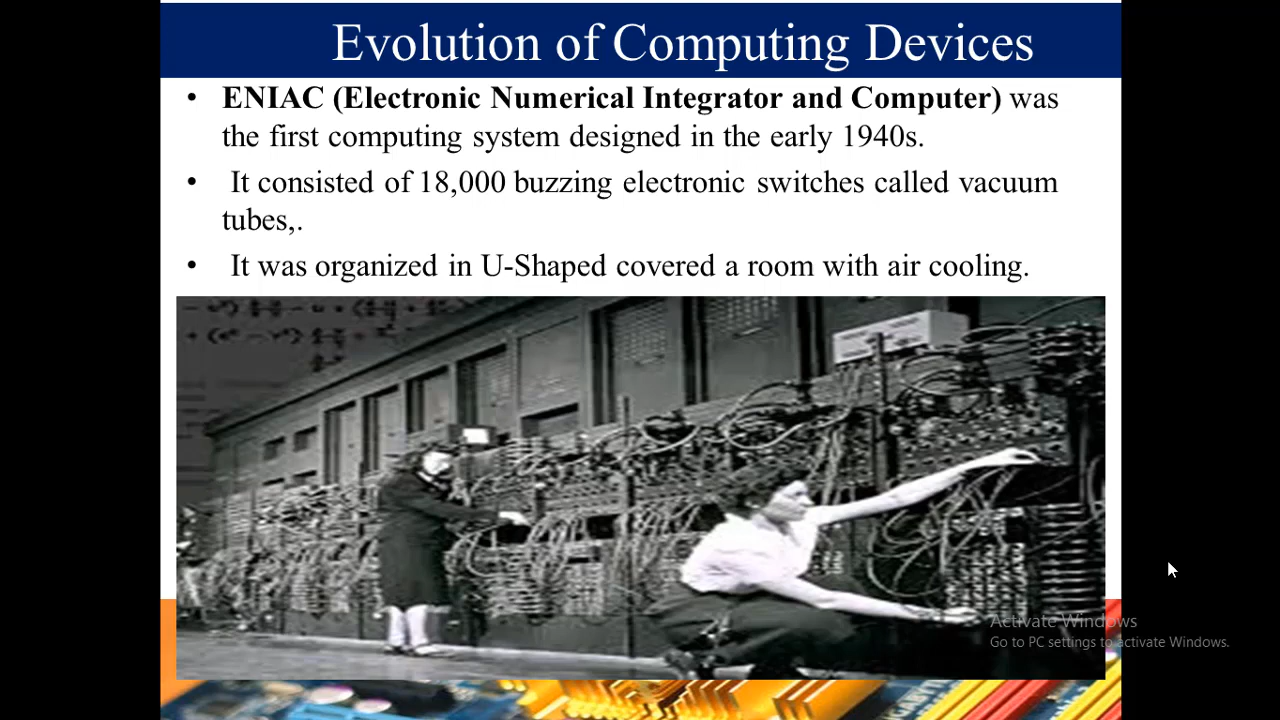 Evolution of Computing Devices
• ENIAC (Electronic Numerical Integrator and Computer) was
the first computing system designed in the early 1940s.
• It consisted of 18,000 buzzing electronic switches called vacuum
tubes,.
• It was organized in U-Shaped covered a room with air cooling.
Activate Windows
Go to PC settings to activate Windows.